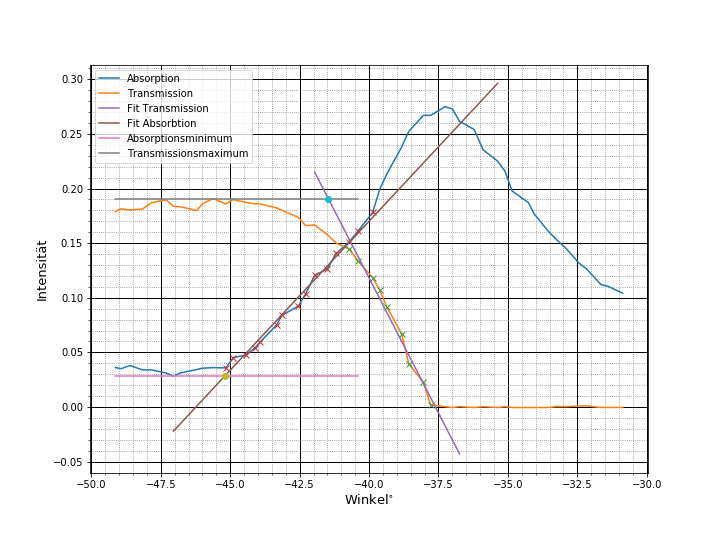 0.30
0.25
0.20
0.15
0.10
0.05
0.00
−0.05
Intensität
Absorption
Transmission
Fit Transmission
Fit Absorbtion
Absorptionsminimum
Transmissionsmaximum
−50.0 −47.5 −45.0 −42.5 −40.0 −37.5 −35.0 −32.5 −30.0
Winkel°